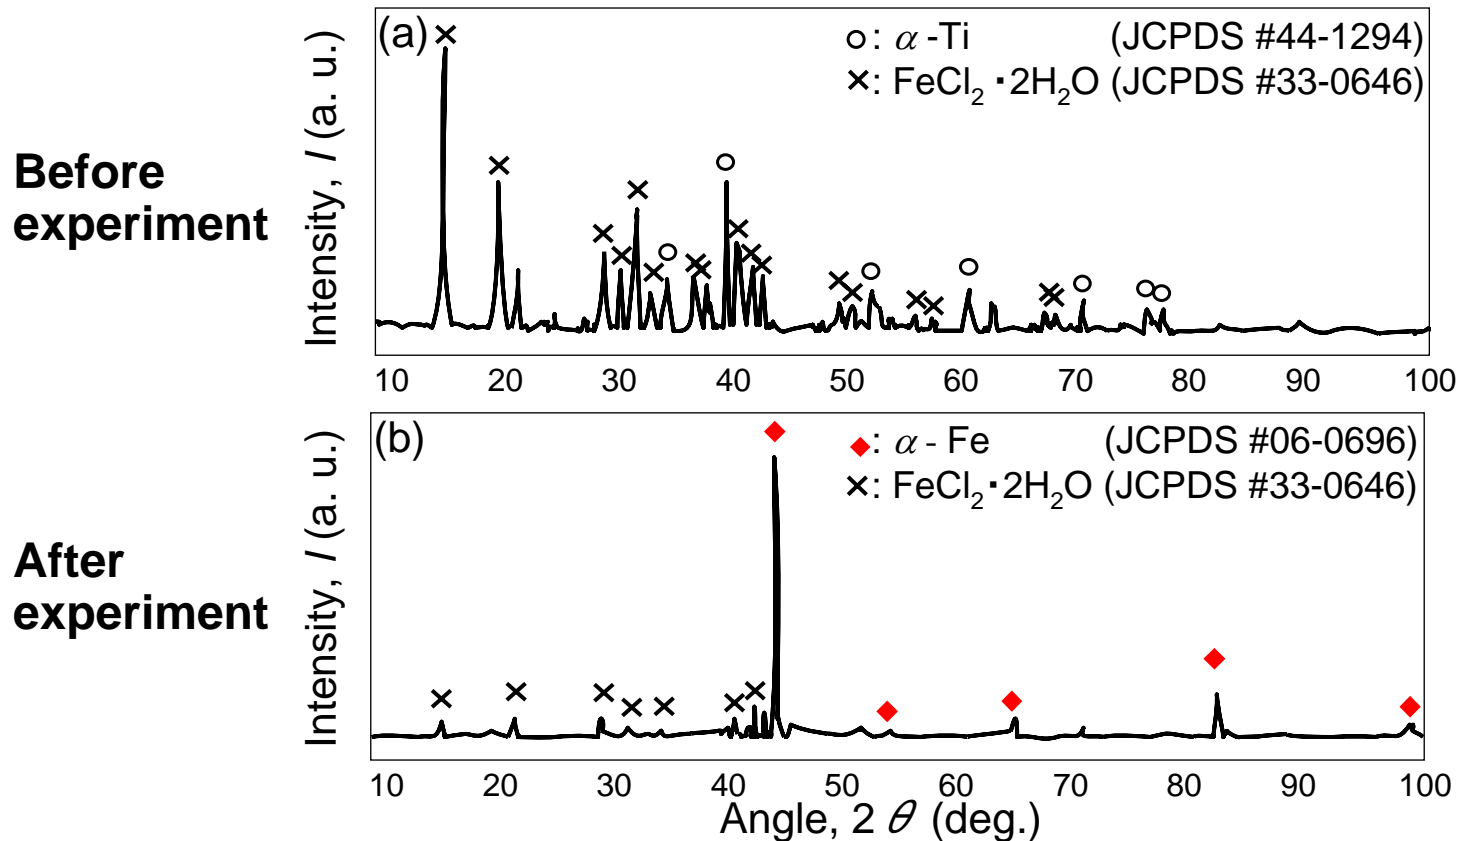 (a)
○: α -Ti (JCPDS #44-1294)
×: FeCl₂ ·2H₂O (JCPDS #33-0646)
Before
experiment
Intensity, I (a. u.)
10 20 30 40 50 60 70 80 90 100
(b)
◆: α - Fe (JCPDS #06-0696)
×: FeCl₂·2H₂O (JCPDS #33-0646)
After
experiment
Intensity, I (a. u.)
10 20 30 40 50 60 70 80 90 100
Angle, 2 θ (deg.)